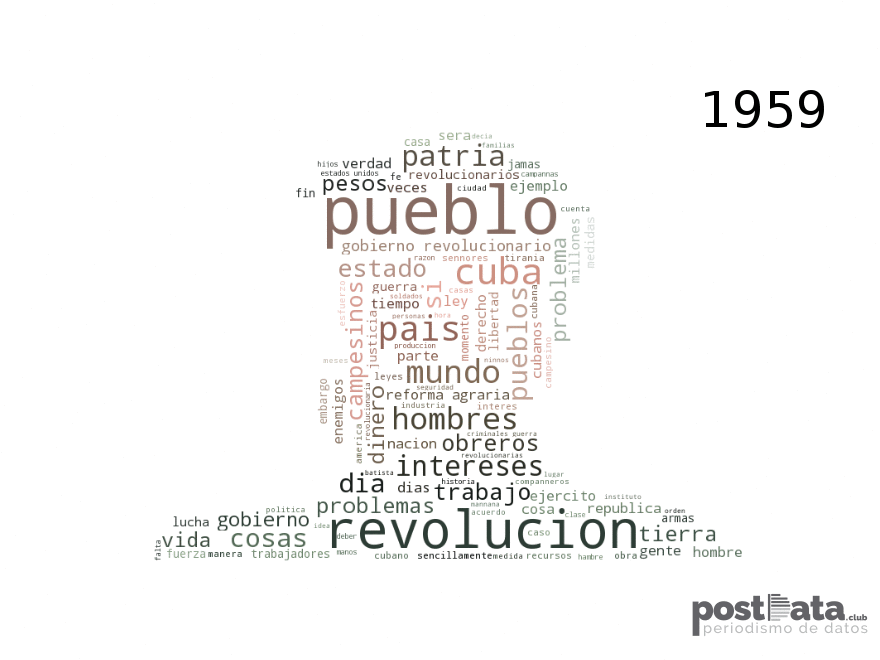 1959
sera decia
casa familias
patria
hijos verdad jamas
estados unidos fe revolucionarios campannas
pesos veces ciudad ejemplo
fin
pueblo cuenta
gobierno revolucionario problema millones medidas
razon sennores tirania
estado cuba
esfuerzo campesinos guerra si casas ley pueblos cubana
soldados
tiempo derecho libertad
justicia personas hora
pais momento cubanos campesino
produccion
parte ninnos
meses mundo
leyes
seguridad
embargo enemigos revolucionaria dinero reforma agraria
industria interes
hombres
america criminales guerra
nacion obreros
revolucionarias
intereses
batista lugar
dia dias historia companneros
trabajo ejercito instituto
problemas mannana cosa republica
politica acuerdo clase orden
lucha gobierno idea revolucion armas
vida cosas deber caso tierra
falta fuerza manera trabajadores manos cubano sencillamente medida recursos hambre obra gente hombre
postData.club
periodismo de datos